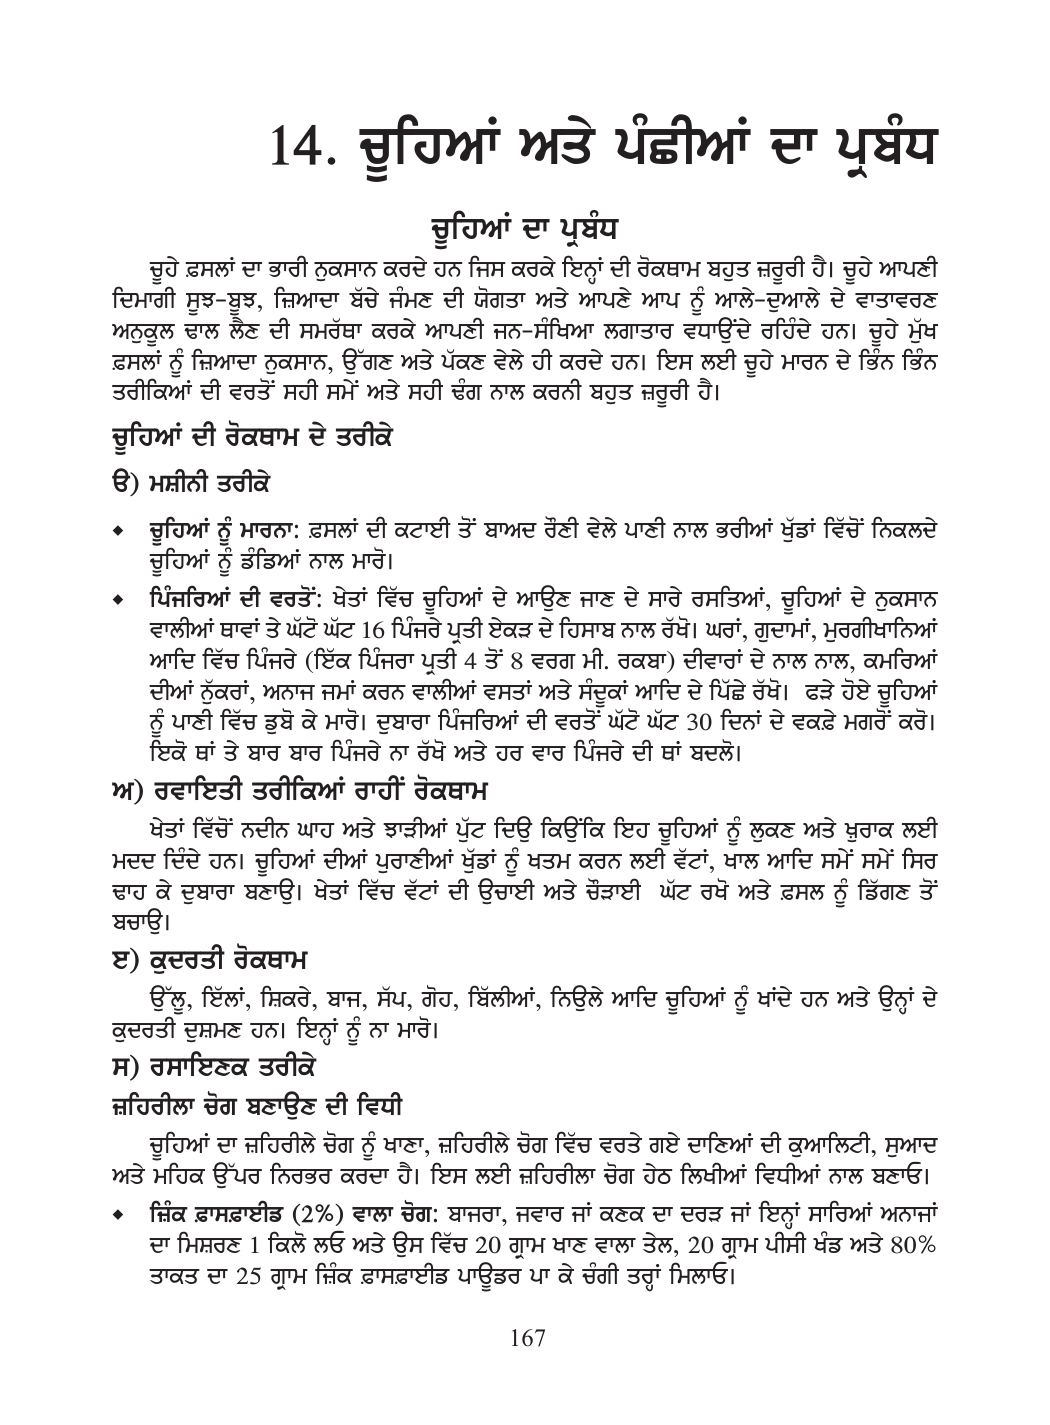 14. ਚੂਹਿਆਂ ਅਤੇ ਪੰਛੀਆਂ ਦਾ ਪ੍ਰਬੰਧ
ਚੂਹਿਆਂ ਦਾ ਪ੍ਰਬੰਧ
ਚੂਹੇ ਫ਼ਸਲਾਂ ਦਾ ਭਾਰੀ ਨੁਕਸਾਨ ਕਰਦੇ ਹਨ ਜਿਸ ਕਰਕੇ ਇਨ੍ਹਾਂ ਦੀ ਰੋਕਥਾਮ ਬਹੁਤ ਜ਼ਰੂਰੀ ਹੈ। ਚੂਹੇ ਆਪਣੀ
ਦਿਮਾਗੀ ਸੂਝ-ਬੂਝ, ਜ਼ਿਆਦਾ ਬੱਚੇ ਜੰਮਣ ਦੀ ਯੋਗਤਾ ਅਤੇ ਆਪਣੇ ਆਪ ਨੂੰ ਆਲੇ-ਦੁਆਲੇ ਦੇ ਵਾਤਾਵਰਣ
ਅਨੁਕੂਲ ਢਾਲ ਲੈਣ ਦੀ ਸਮਰੱਥਾ ਕਰਕੇ ਆਪਣੀ ਜਨ-ਸੰਖਿਆ ਲਗਾਤਾਰ ਵਧਾਉਂਦੇ ਰਹਿੰਦੇ ਹਨ। ਚੂਹੇ ਮੁੱਖ
ਫ਼ਸਲਾਂ ਨੂੰ ਜ਼ਿਆਦਾ ਨੁਕਸਾਨ, ਉੱਗਣ ਅਤੇ ਪੱਕਣ ਵੇਲੇ ਹੀ ਕਰਦੇ ਹਨ। ਇਸ ਲਈ ਚੂਹੇ ਮਾਰਨ ਦੇ ਭਿੰਨ ਭਿੰਨ
ਤਰੀਕਿਆਂ ਦੀ ਵਰਤੋਂ ਸਹੀ ਸਮੇਂ ਅਤੇ ਸਹੀ ਢੰਗ ਨਾਲ ਕਰਨੀ ਬਹੁਤ ਜ਼ਰੂਰੀ ਹੈ।
ਚੂਹਿਆਂ ਦੀ ਰੋਕਥਾਮ ਦੇ ਤਰੀਕੇ
ੳ) ਮਸ਼ੀਨੀ ਤਰੀਕੇ
◆ ਚੂਹਿਆਂ ਨੂੰ ਮਾਰਨਾ: ਫ਼ਸਲਾਂ ਦੀ ਕਟਾਈ ਤੋਂ ਬਾਅਦ ਰੌਣੀ ਵੇਲੇ ਪਾਣੀ ਨਾਲ ਭਰੀਆਂ ਖੁੱਡਾਂ ਵਿੱਚੋਂ ਨਿਕਲਦੇ
ਚੂਹਿਆਂ ਨੂੰ ਡੰਡਿਆਂ ਨਾਲ ਮਾਰੋ।
◆ ਪਿੰਜਰਿਆਂ ਦੀ ਵਰਤੋਂ: ਖੇਤਾਂ ਵਿੱਚ ਚੂਹਿਆਂ ਦੇ ਆਉਣ ਜਾਣ ਦੇ ਸਾਰੇ ਰਸਤਿਆਂ, ਚੂਹਿਆਂ ਦੇ ਨੁਕਸਾਨ
ਵਾਲੀਆਂ ਥਾਵਾਂ ਤੇ ਘੱਟੋ ਘੱਟ 16 ਪਿੰਜਰੇ ਪ੍ਰਤੀ ਏਕੜ ਦੇ ਹਿਸਾਬ ਨਾਲ ਰੱਖੋ। ਘਰਾਂ, ਗੁਦਾਮਾਂ, ਮੁਰਗੀਖਾਨਿਆਂ
ਆਦਿ ਵਿੱਚ ਪਿੰਜਰੇ (ਇੱਕ ਪਿੰਜਰਾ ਪ੍ਰਤੀ 4 ਤੋਂ 8 ਵਰਗ ਮੀ. ਰਕਬਾ) ਦੀਵਾਰਾਂ ਦੇ ਨਾਲ ਨਾਲ, ਕਮਰਿਆਂ
ਦੀਆਂ ਨੁੱਕਰਾਂ, ਅਨਾਜ ਜਮਾਂ ਕਰਨ ਵਾਲੀਆਂ ਵਸਤਾਂ ਅਤੇ ਸੰਦੂਕਾਂ ਆਦਿ ਦੇ ਪਿੱਛੇ ਰੱਖੋ। ਫੜੇ ਹੋਏ ਚੂਹਿਆਂ
ਨੂੰ ਪਾਣੀ ਵਿੱਚ ਡੁਬੋ ਕੇ ਮਾਰੋ। ਦੁਬਾਰਾ ਪਿੰਜਰਿਆਂ ਦੀ ਵਰਤੋਂ ਘੱਟੋ ਘੱਟ 30 ਦਿਨਾਂ ਦੇ ਵਕਫ਼ੇ ਮਗਰੋਂ ਕਰੋ।
ਇਕੋ ਥਾਂ ਤੇ ਬਾਰ ਬਾਰ ਪਿੰਜਰੇ ਨਾ ਰੱਖੋ ਅਤੇ ਹਰ ਵਾਰ ਪਿੰਜਰੇ ਦੀ ਥਾਂ ਬਦਲੋ।
ਅ) ਰਵਾਇਤੀ ਤਰੀਕਿਆਂ ਰਾਹੀਂ ਰੋਕਥਾਮ
ਖੇਤਾਂ ਵਿੱਚੋਂ ਨਦੀਨ ਘਾਹ ਅਤੇ ਝਾੜੀਆਂ ਪੁੱਟ ਦਿਉ ਕਿਉਂਕਿ ਇਹ ਚੂਹਿਆਂ ਨੂੰ ਲੁਕਣ ਅਤੇ ਖ਼ੁਰਾਕ ਲਈ
ਮਦਦ ਦਿੰਦੇ ਹਨ। ਚੂਹਿਆਂ ਦੀਆਂ ਪੁਰਾਣੀਆਂ ਖੁੱਡਾਂ ਨੂੰ ਖਤਮ ਕਰਨ ਲਈ ਵੱਟਾਂ, ਖਾਲ ਆਦਿ ਸਮੇਂ ਸਮੇਂ ਸਿਰ
ਢਾਹ ਕੇ ਦੁਬਾਰਾ ਬਣਾਉ। ਖੇਤਾਂ ਵਿੱਚ ਵੱਟਾਂ ਦੀ ਉਚਾਈ ਅਤੇ ਚੌੜਾਈ ਘੱਟ ਰਖੋ ਅਤੇ ਫ਼ਸਲ ਨੂੰ ਡਿੱਗਣ ਤੋਂ
ਬਚਾਉ।
ੲ) ਕੁਦਰਤੀ ਰੋਕਥਾਮ
ਉੱਲੂ, ਇੱਲਾਂ, ਸ਼ਿਕਰੇ, ਬਾਜ, ਸੱਪ, ਗੋਹ, ਬਿੱਲੀਆਂ, ਨਿਉਲੇ ਆਦਿ ਚੂਹਿਆਂ ਨੂੰ ਖਾਂਦੇ ਹਨ ਅਤੇ ਉਨ੍ਹਾਂ ਦੇ
ਕੁਦਰਤੀ ਦੁਸ਼ਮਣ ਹਨ। ਇਨ੍ਹਾਂ ਨੂੰ ਨਾ ਮਾਰੋ।
ਸ) ਰਸਾਇਣਕ ਤਰੀਕੇ
ਜ਼ਹਿਰੀਲਾ ਚੋਗ ਬਣਾਉਣ ਦੀ ਵਿਧੀ
ਚੂਹਿਆਂ ਦਾ ਜ਼ਹਿਰੀਲੇ ਚੋਗ ਨੂੰ ਖਾਣਾ, ਜ਼ਹਿਰੀਲੇ ਚੋਗ ਵਿੱਚ ਵਰਤੇ ਗਏ ਦਾਣਿਆਂ ਦੀ ਕੁਆਲਿਟੀ, ਸੁਆਦ
ਅਤੇ ਮਹਿਕ ਉੱਪਰ ਨਿਰਭਰ ਕਰਦਾ ਹੈ। ਇਸ ਲਈ ਜ਼ਹਿਰੀਲਾ ਚੋਗ ਹੇਠ ਲਿਖੀਆਂ ਵਿਧੀਆਂ ਨਾਲ ਬਣਾਓ।
◆ ਜ਼ਿੰਕ ਫ਼ਾਸਫ਼ਾਈਡ (2%) ਵਾਲਾ ਚੋਗ: ਬਾਜਰਾ, ਜਵਾਰ ਜਾਂ ਕਣਕ ਦਾ ਦਰੜ ਜਾਂ ਇਨ੍ਹਾਂ ਸਾਰਿਆਂ ਅਨਾਜਾਂ
ਦਾ ਮਿਸ਼ਰਣ 1 ਕਿਲੋ ਲਓ ਅਤੇ ਉਸ ਵਿੱਚ 20 ਗ੍ਰਾਮ ਖਾਣ ਵਾਲਾ ਤੇਲ, 20 ਗ੍ਰਾਮ ਪੀਸੀ ਖੰਡ ਅਤੇ 80%
ਤਾਕਤ ਦਾ 25 ਗ੍ਰਾਮ ਜ਼ਿੰਕ ਫ਼ਾਸਫ਼ਾਈਡ ਪਾਊਡਰ ਪਾ ਕੇ ਚੰਗੀ ਤਰ੍ਹਾਂ ਮਿਲਾਓ।
167